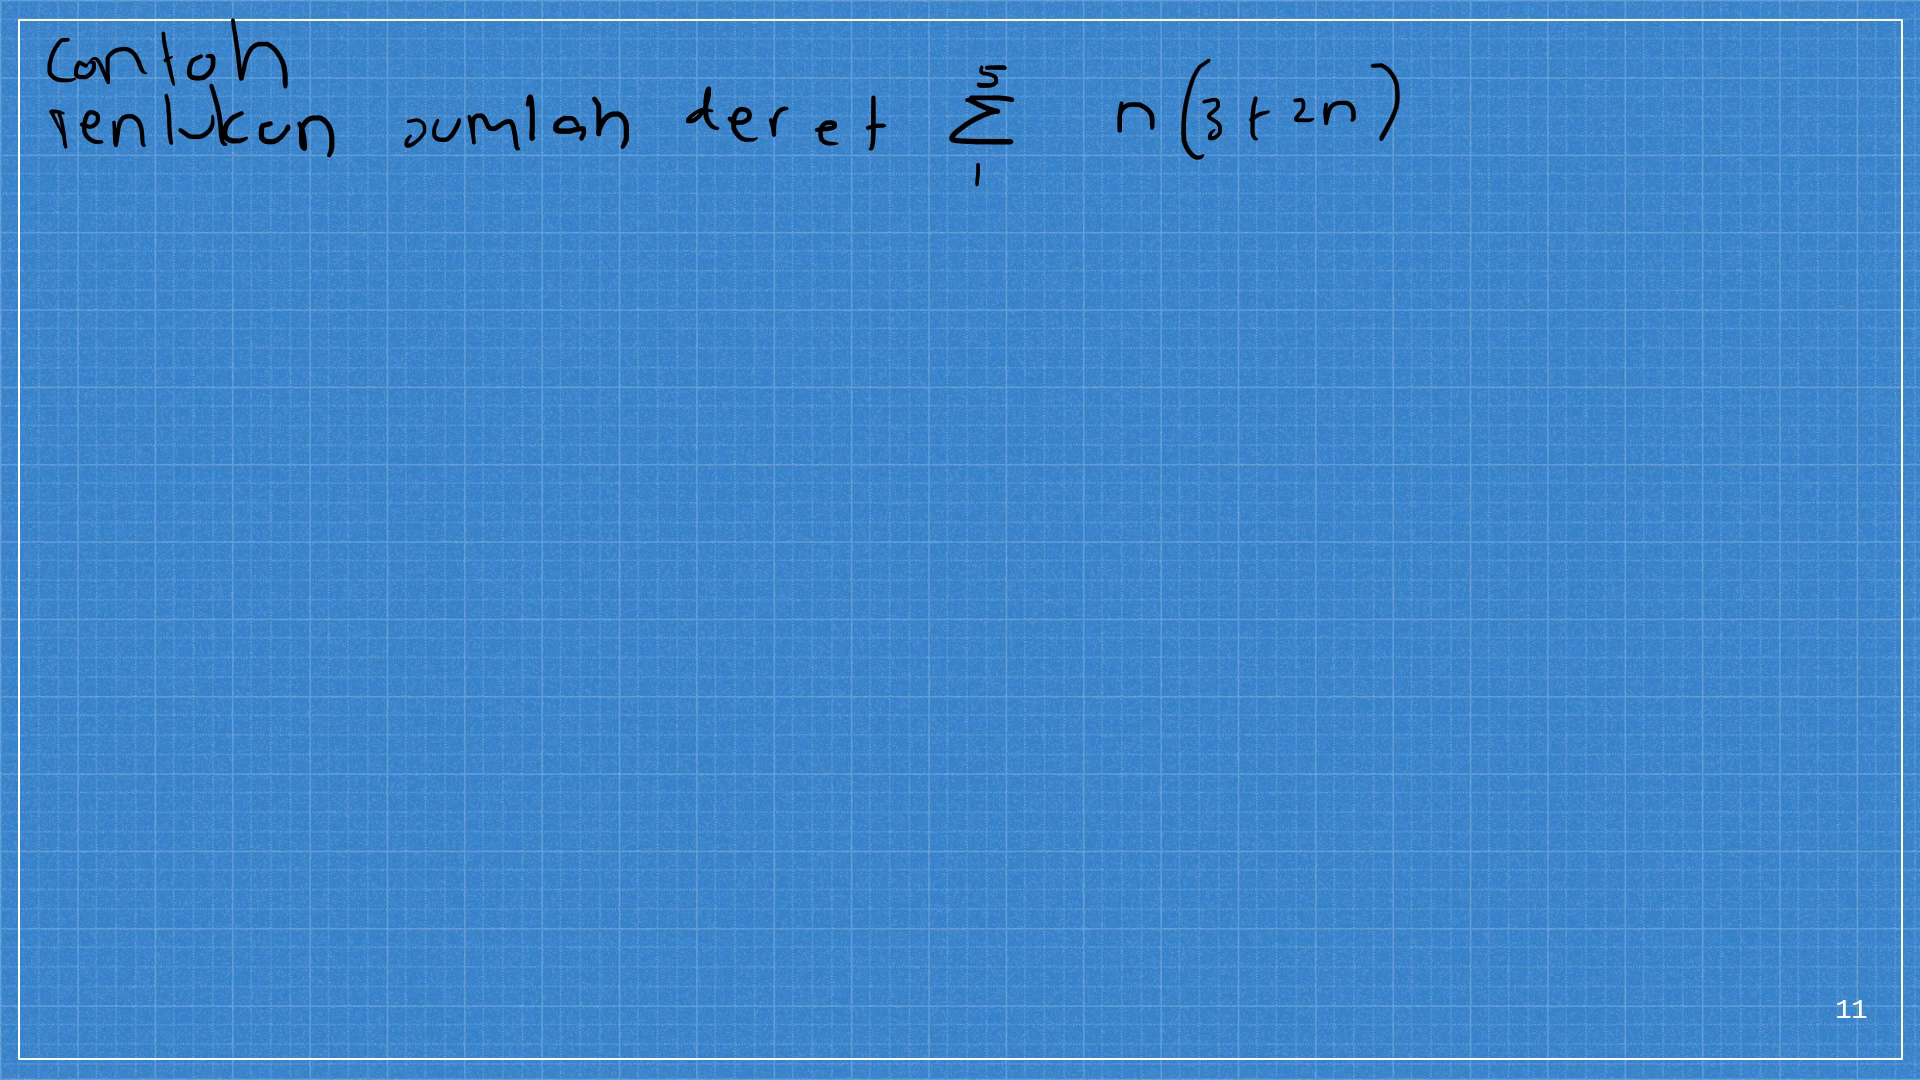 Contoh
Tentukan jumlah deret 5 ∑ 1 n(3+2n)
11